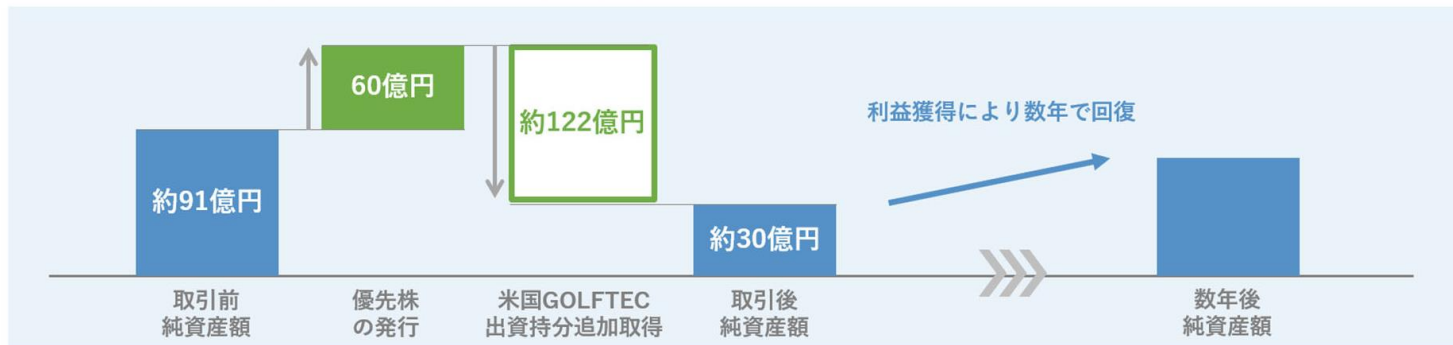 60億円
約122億円
利益獲得により数年で回復
約91億円
約30億円
取引前
純資産額
優先株
の発行
米国GOLFTEC
出資持分追加取得
取引後
純資産額
数年後
純資産額